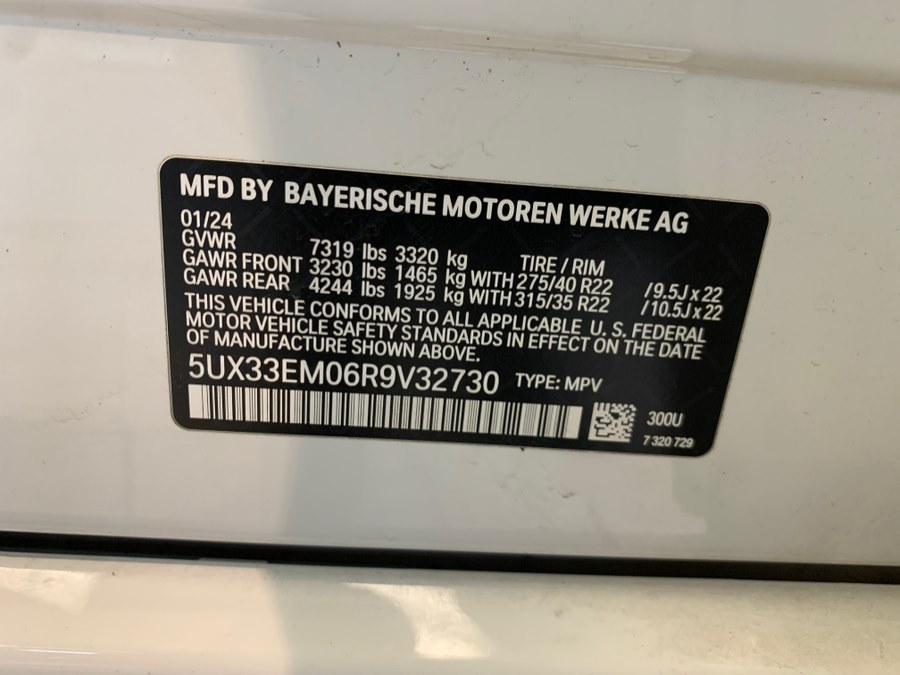 MFD BY BAYERISCHE MOTOREN WERKE AG
01/24
GVWR 7319 lbs 3320 kg TIRE / RIM
GAWR FRONT 3230 lbs 1465 kg WITH 275/40 R22 /9.5J x 22
GAWR REAR 4244 lbs 1925 kg WITH 315/35 R22 /10.5J x 22
THIS VEHICLE CONFORMS TO ALL APPLICABLE U. S. FEDERAL
MOTOR VEHICLE SAFETY STANDARDS IN EFFECT ON THE DATE
OF MANUFACTURE SHOWN ABOVE.
5UX33EM06R9V32730 TYPE: MPV
300U
7 320 729